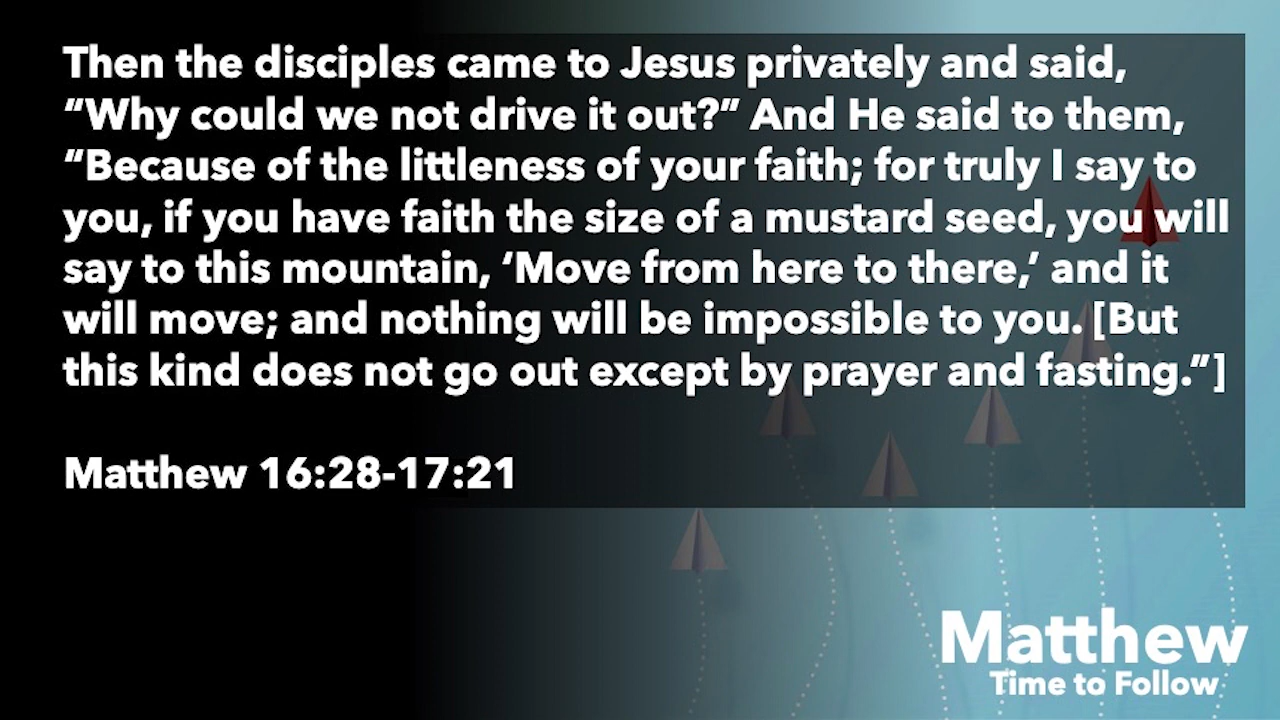 Then the disciples came to Jesus privately and said,
“Why could we not drive it out?” And He said to them,
“Because of the littleness of your faith; for truly I say to
you, if you have faith the size of a mustard seed, you will
say to this mountain, ‘Move from here to there,’ and it
will move; and nothing will be impossible to you. [But
this kind does not go out except by prayer and fasting.”]
Matthew 16:28-17:21
Matthew
Time to Follow